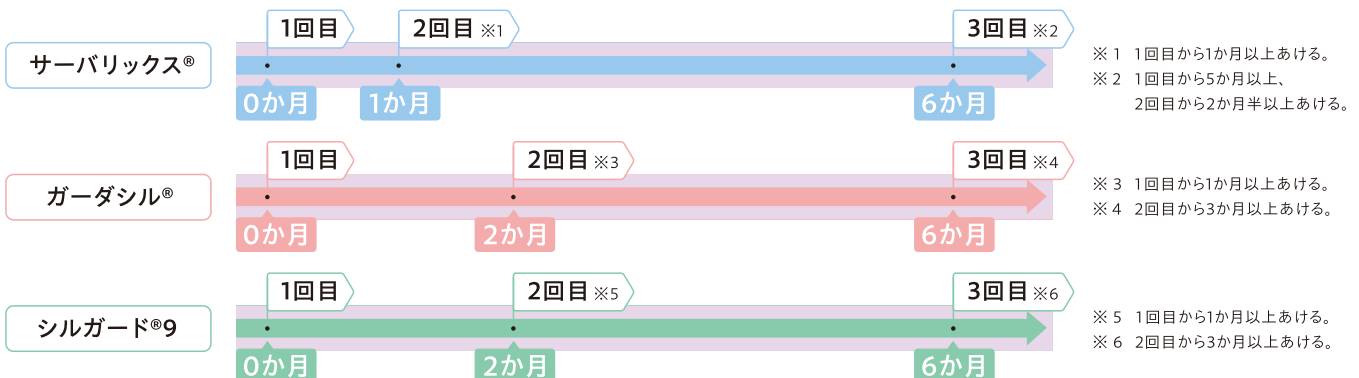 1回目
2回目 ※1
3回目 ※2
サーバリックス®
0か月
1か月
6か月
※1 1回目から1か月以上あける。
※2 1回目から5か月以上、
2回目から2か月半以上あける。
1回目
2回目 ※3
3回目 ※4
ガーダシル®
0か月
2か月
6か月
※3 1回目から1か月以上あける。
※4 2回目から3か月以上あける。
1回目
2回目 ※5
3回目 ※6
シルガード®9
0か月
2か月
6か月
※5 1回目から1か月以上あける。
※6 2回目から3か月以上あける。